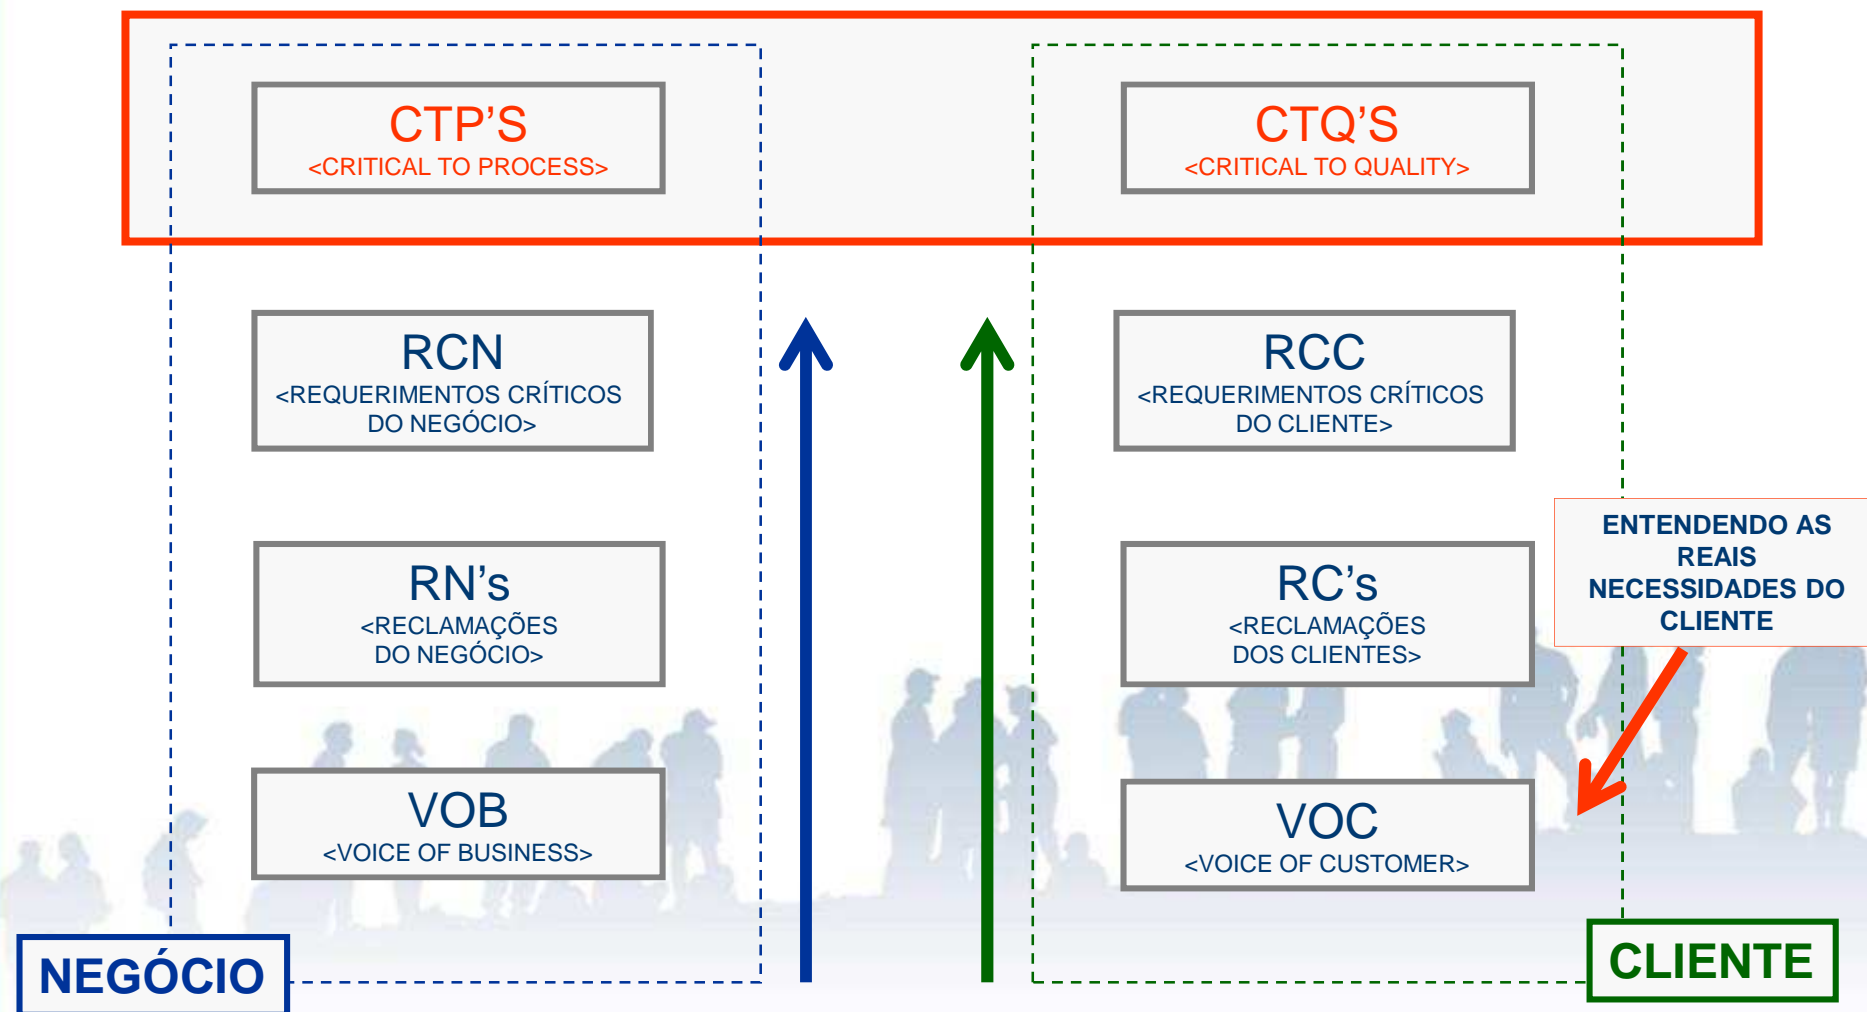 CTP’S
<CRITICAL TO PROCESS>
CTQ’S
<CRITICAL TO QUALITY>
RCN
<REQUERIMENTOS CRÍTICOS
DO NEGÓCIO>
RCC
<REQUERIMENTOS CRÍTICOS
DO CLIENTE>
RN’s
<RECLAMAÇÕES
DO NEGÓCIO>
RC’s
<RECLAMAÇÕES
DOS CLIENTES>
ENTENDENDO AS
REAIS
NECESSIDADES DO
CLIENTE
VOB
<VOICE OF BUSINESS>
VOC
<VOICE OF CUSTOMER>
NEGÓCIO
CLIENTE